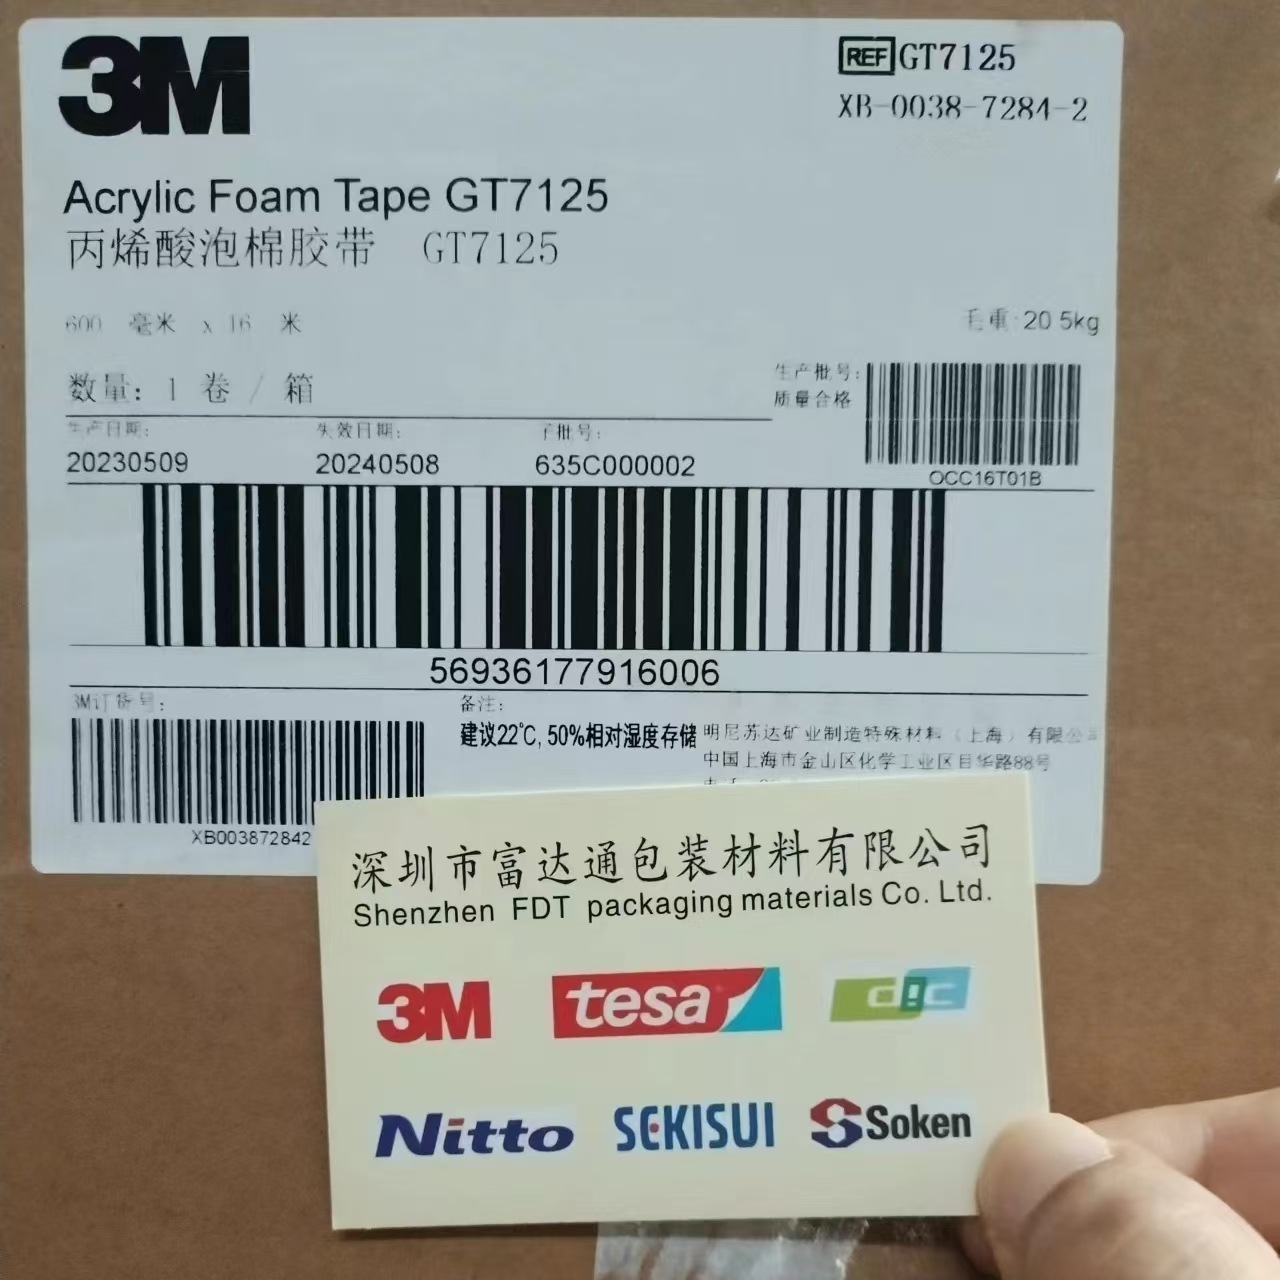 3M
REF GT7125
XB-0038-7284-2
Acrylic Foam Tape GT7125
丙烯酸泡棉胶带 GT7125
600 毫米 x 16 米
毛重: 20 5kg
数量: 1 卷 / 箱
生产批号:
质量合格
OCC16T01B
生产日期: 失效日期: 子批号:
20230509 20240508 635C000002
56936177916006
3M订货号:
XB003872842
备注:
建议22℃, 50%相对湿度存储
明尼苏达矿业制造特殊材料（上海）有限公司
中国上海市金山区化学工业区目华路88号
深圳市富达通包装材料有限公司
Shenzhen FDT packaging materials Co. Ltd.
3M tesa dic
Nitto SEKISUI Soken